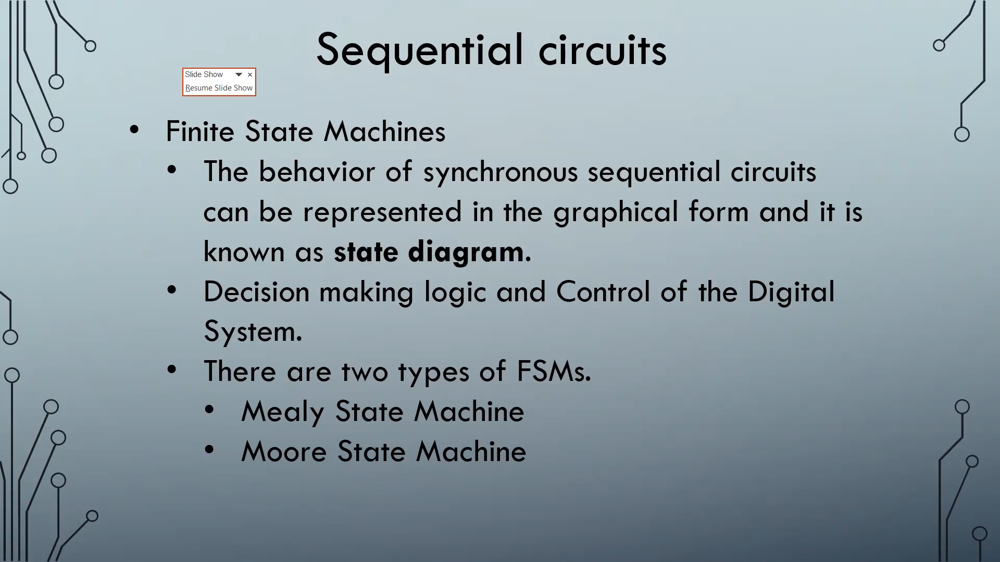 Sequential circuits
Slide Show
Resume Slide Show
• Finite State Machines
• The behavior of synchronous sequential circuits
can be represented in the graphical form and it is
known as state diagram.
• Decision making logic and Control of the Digital
System.
• There are two types of FSMs.
• Mealy State Machine
• Moore State Machine